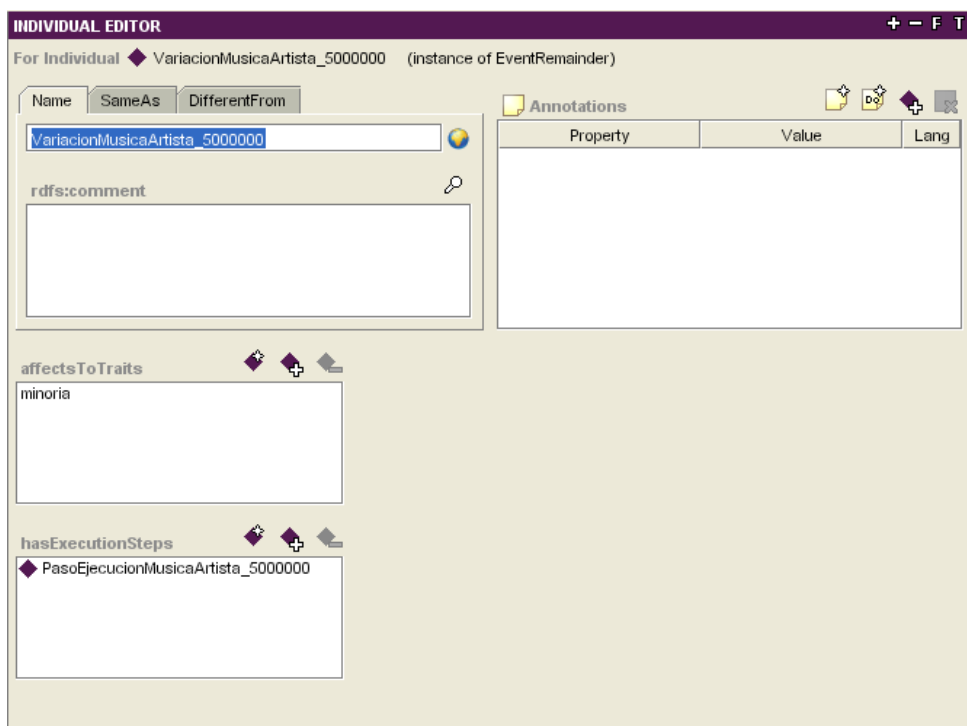 INDIVIDUAL EDITOR + − F T
For Individual VariacionMusicaArtista_5000000 (instance of EventRemainder)
Name SameAs DifferentFrom
Annotations
VariacionMusicaArtista_5000000
Property Value Lang
rdfs:comment
affectsToTraits
minoria
hasExecutionSteps
PasoEjecucionMusicaArtista_5000000